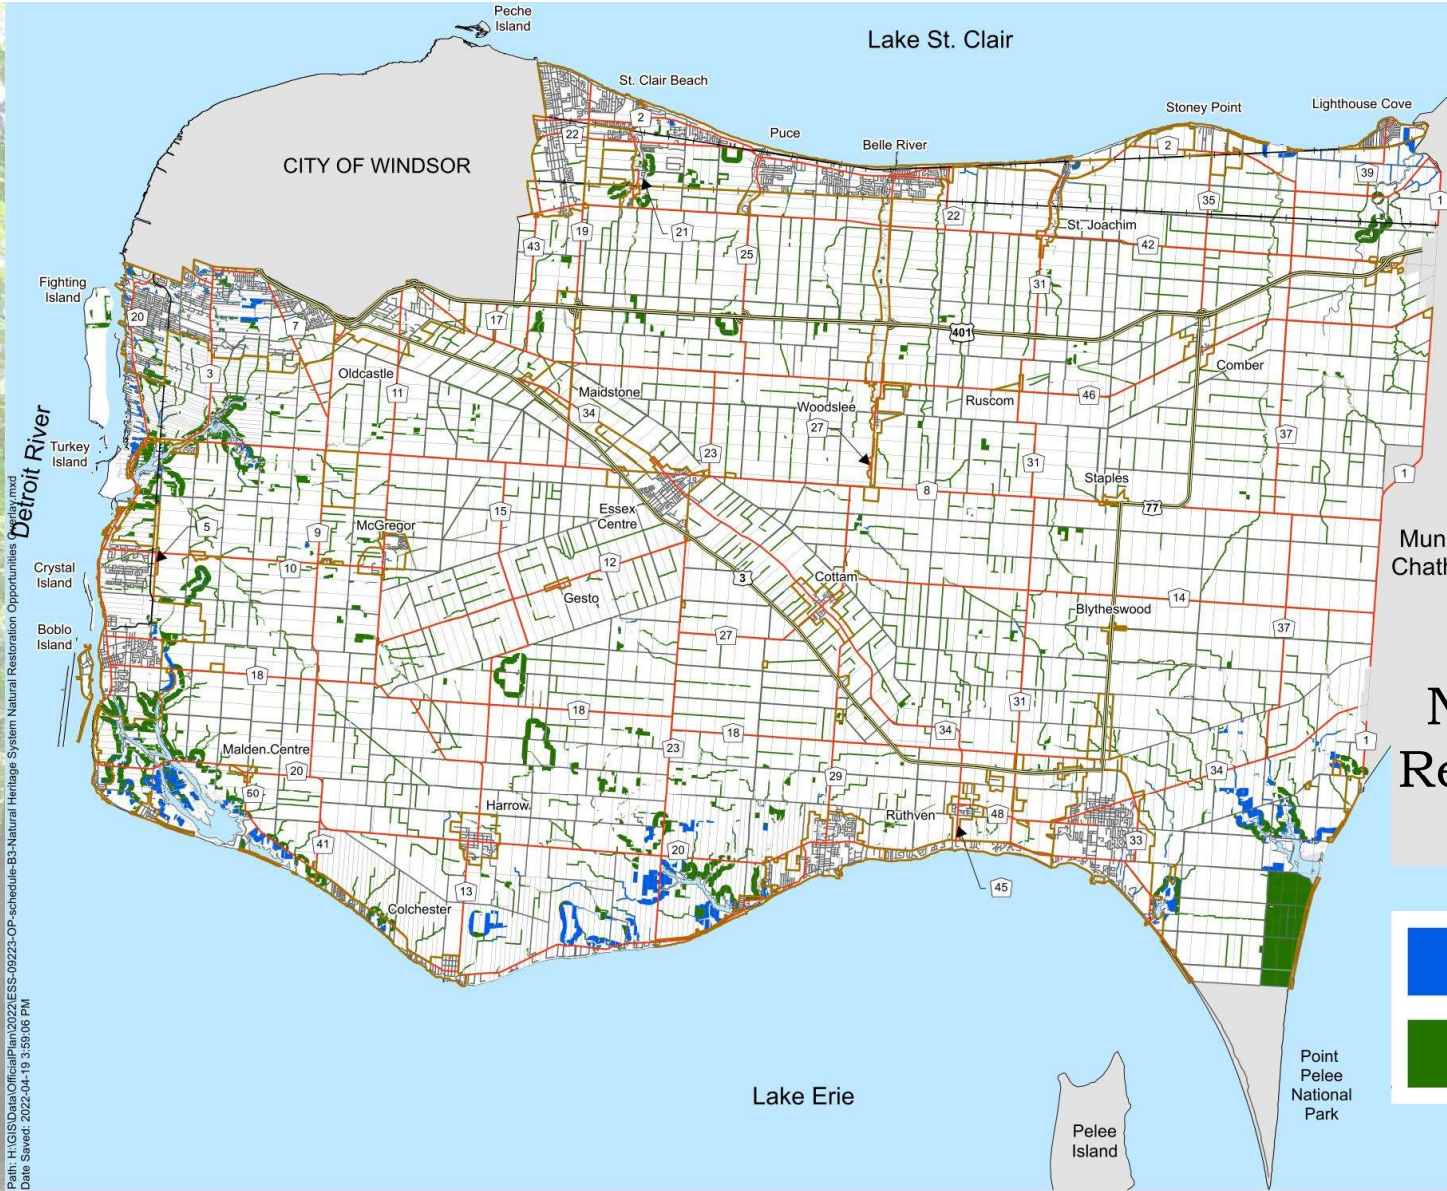 Peche
Island
Lake St. Clair
St. Clair Beach
Stoney Point
Lighthouse Cove
2
22
Puce
Belle River
2
CITY OF WINDSOR
39
35
1
22
St. Joachim
19
21
43
25
42
Fighting
Island
31
20
7
17
401
3
Oldcastle
Comber
11
Maidstone
46
Ruscom
34
Woodslee
27
37
Detroit River
Turkey
Island
23
31
1
Staples
8
77
Essex
Centre
15
5
McGregor
9
Mun
Chath
Crystal
Island
10
12
3
Cottam
Gesto
14
Blytheswood
Boblo
Island
27
37
18
31
18
18
34
1
N
Re
Malden Centre
23
20
29
34
50
Harrow
Ruthven
48
41
20
33
13
45
Colchester
Lake Erie
Point
Pelee
National
Park
Pelee
Island
Path: H:\GIS\Data\OfficialPlan\2022\ESS-09223-OP-schedule-B3-Natural Heritage System Natural Restoration Opportunities Overlay.mxd
Date Saved: 2022-04-19 3:59:06 PM